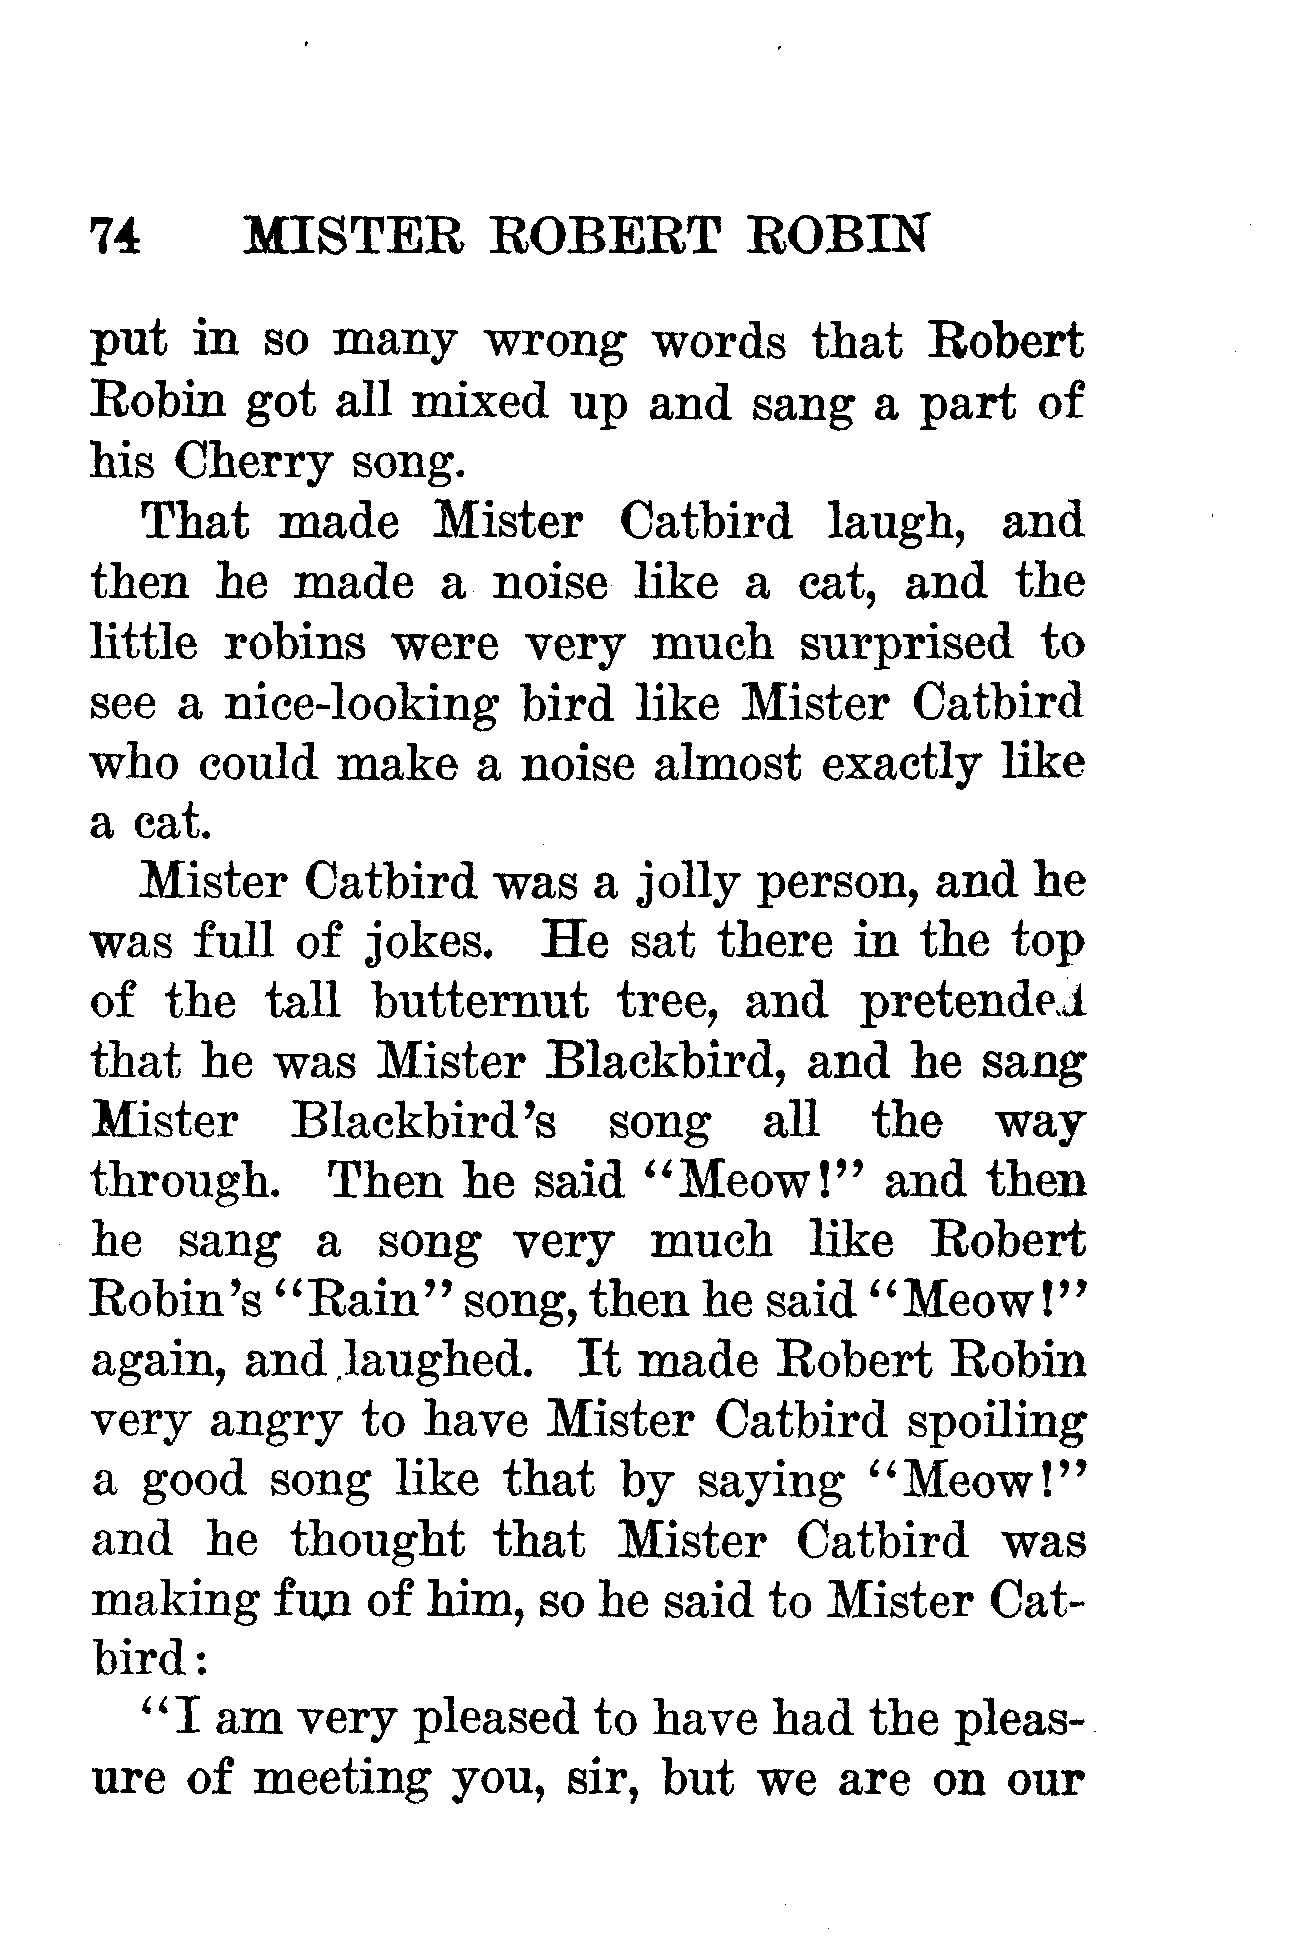 74 MISTER ROBERT ROBIN
put in so many wrong words that Robert
Robin got all mixed up and sang a part of
his Cherry song.
That made Mister Catbird laugh, and
then he made a noise like a cat, and the
little robins were very much surprised to
see a nice-looking bird like Mister Catbird
who could make a noise almost exactly like
a cat.
Mister Catbird was a jolly person, and he
was full of jokes. He sat there in the top
of the tall butternut tree, and pretended
that he was Mister Blackbird, and he sang
Mister Blackbird's song all the way
through. Then he said "Meow!" and then
he sang a song very much like Robert
Robin's "Rain" song, then he said "Meow!"
again, and laughed. It made Robert Robin
very angry to have Mister Catbird spoiling
a good song like that by saying "Meow!"
and he thought that Mister Catbird was
making fun of him, so he said to Mister Cat-
bird:
"I am very pleased to have had the pleas-
ure of meeting you, sir, but we are on our